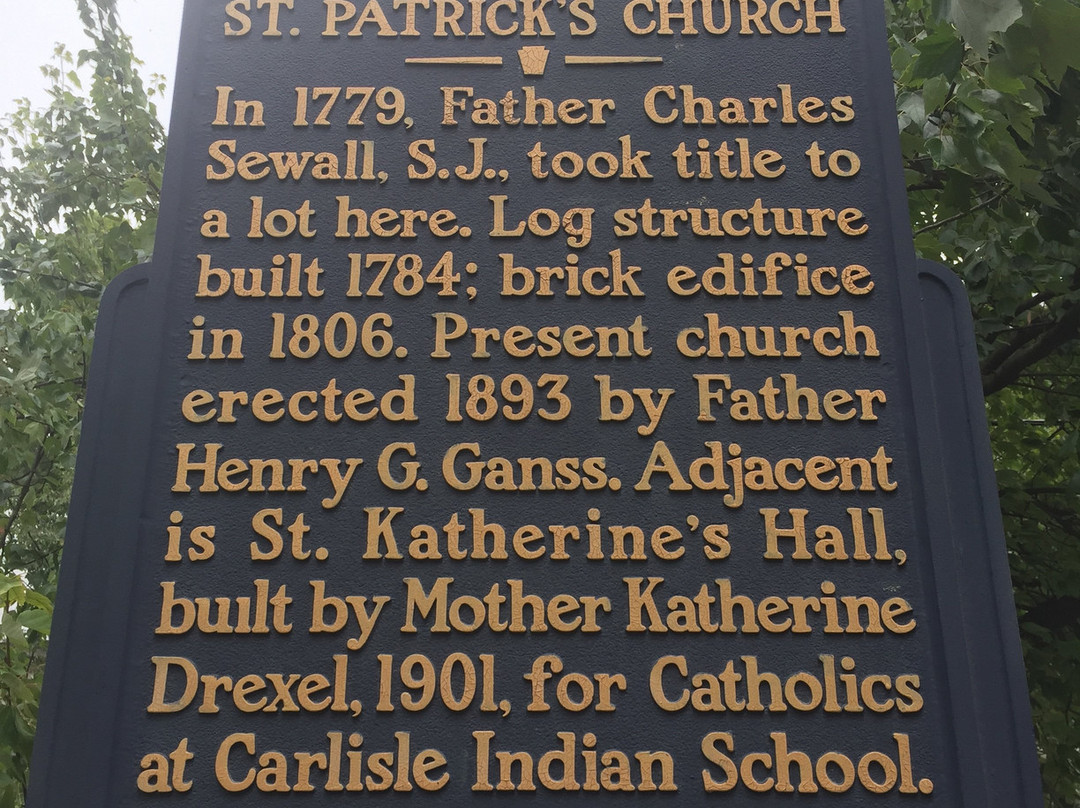 ST. PATRICK'S CHURCH
In 1779, Father Charles
Sewall, S.J., took title to
a lot here. Log structure
built 1784; brick edifice
in 1806. Present church
erected 1893 by Father
Henry G. Ganss. Adjacent
is St. Katherine's Hall,
built by Mother Katherine
Drexel, 1901, for Catholics
at Carlisle Indian School.